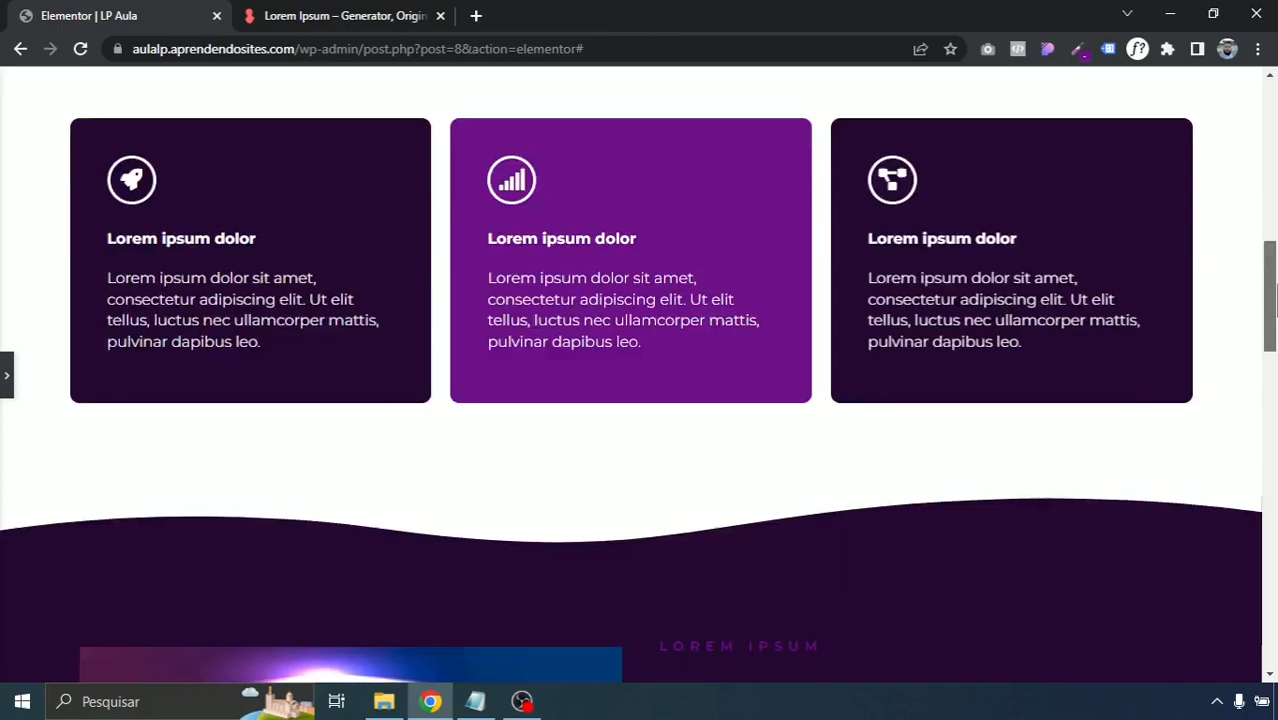 Elementor | LP Aula
Lorem Ipsum – Generator, Origin
aulalp.aprendendosites.com/wp-admin/post.php?post=8&action=elementor#
f?
Lorem ipsum dolor
Lorem ipsum dolor sit amet,
consectetur adipiscing elit. Ut elit
tellus, luctus nec ullamcorper mattis,
pulvinar dapibus leo.
Lorem ipsum dolor
Lorem ipsum dolor sit amet,
consectetur adipiscing elit. Ut elit
tellus, luctus nec ullamcorper mattis,
pulvinar dapibus leo.
Lorem ipsum dolor
Lorem ipsum dolor sit amet,
consectetur adipiscing elit. Ut elit
tellus, luctus nec ullamcorper mattis,
pulvinar dapibus leo.
LOREM IPSUM
Pesquisar